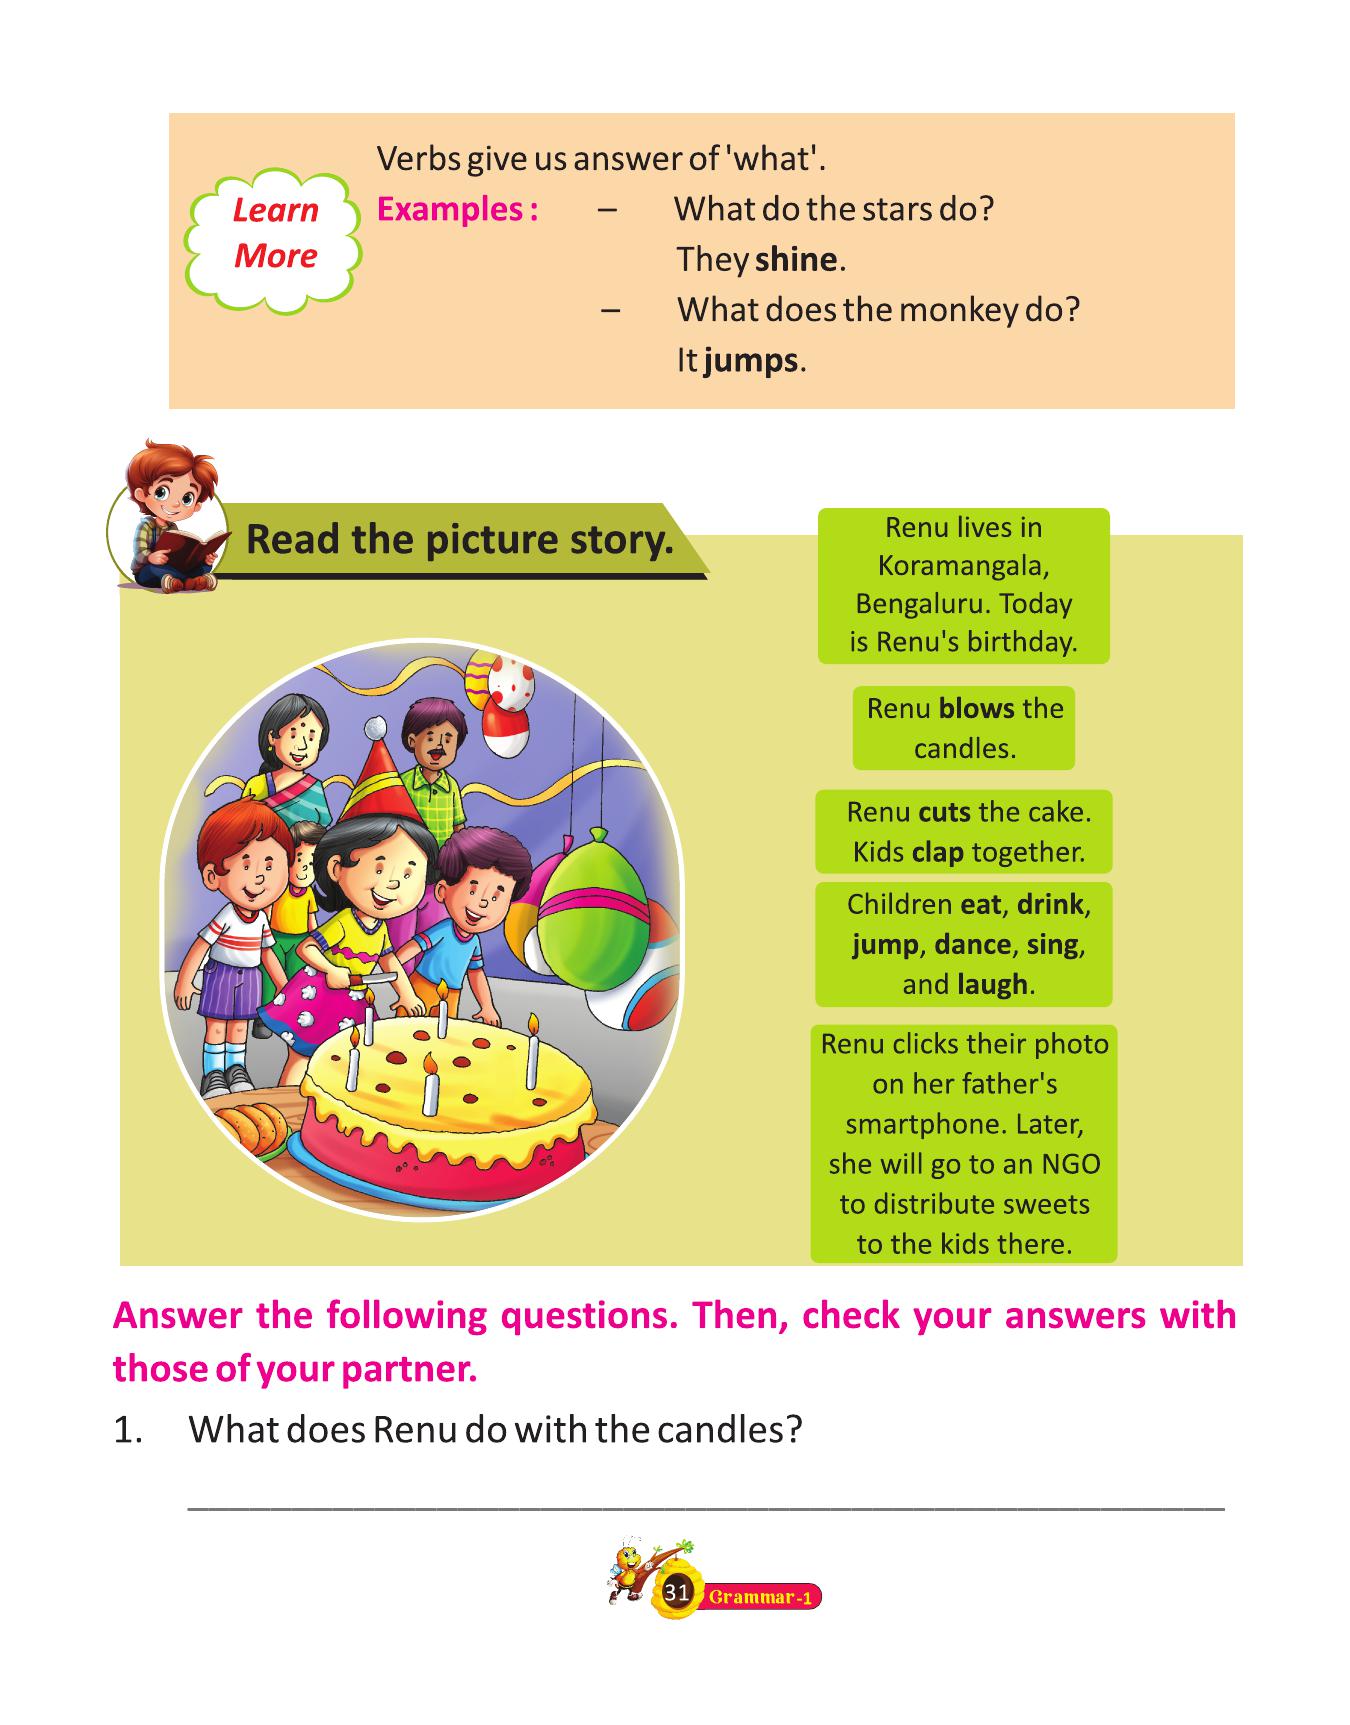 Learn
More
Verbs give us answer of 'what'.
Examples : – What do the stars do?
They shine.
– What does the monkey do?
It jumps.
Read the picture story.
Renu lives in
Koramangala,
Bengaluru. Today
is Renu's birthday.
Renu blows the
candles.
Renu cuts the cake.
Kids clap together.
Children eat, drink,
jump, dance, sing,
and laugh.
Renu clicks their photo
on her father's
smartphone. Later,
she will go to an NGO
to distribute sweets
to the kids there.
Answer the following questions. Then, check your answers with
those of your partner.
1. What does Renu do with the candles?
31 Grammar-1